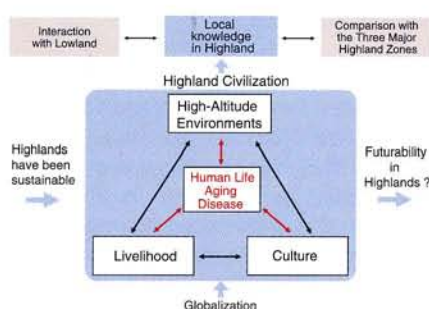 Interaction
with Lowland
Local
knowledge
in Highland
Comparison with
the Three Major
Highland Zones
Highland Civilization
High-Altitude
Environments
Highlands
have been
sustainable
Human Life
Aging
Disease
Futurability
in
Highlands ?
Livelihood
Culture
Globalization